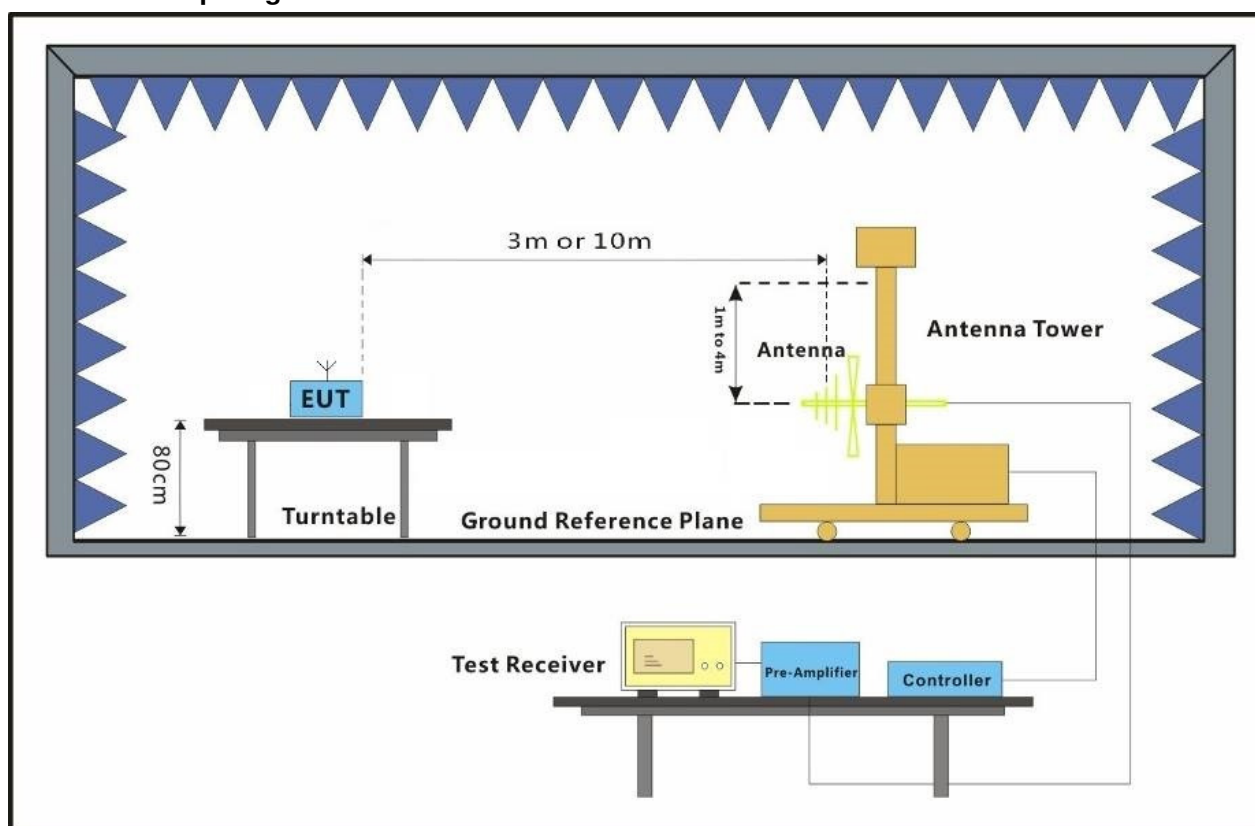 3m or 10m
1m to 4m
Antenna Tower
Antenna
EUT
80cm
Turntable
Ground Reference Plane
Test Receiver
Pre-Amplifier
Controller